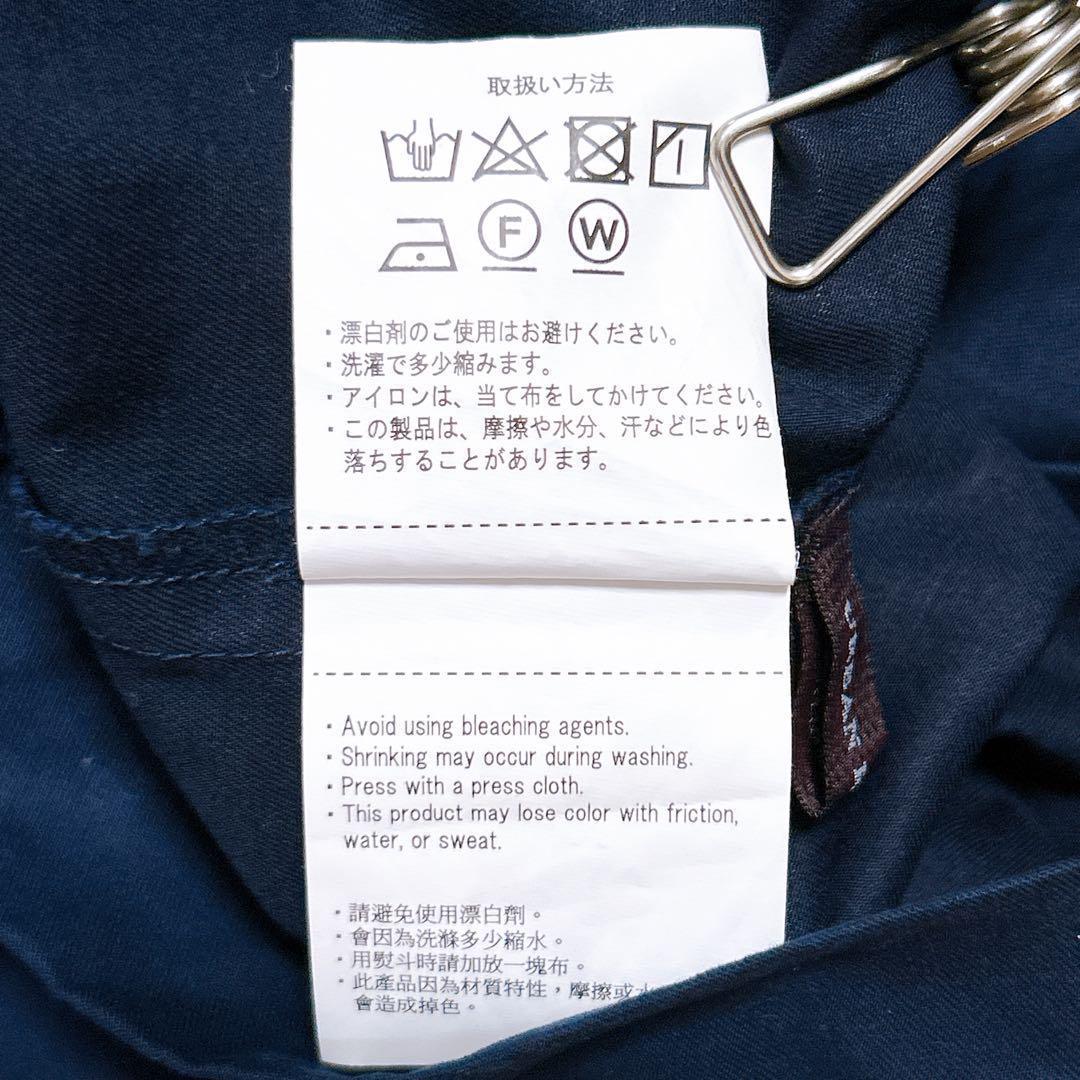 取扱い方法
F W
・漂白剤のご使用はお避けください。
・洗濯で多少縮みます。
・アイロンは、当て布をしてかけてください。
・この製品は、摩擦や水分、汗などにより色
落ちすることがあります。
・Avoid using bleaching agents.
・Shrinking may occur during washing.
・Press with a press cloth.
・This product may lose color with friction,
water, or sweat.
・請避免使用漂白劑。
・會因為洗滌多少縮水。
・用熨斗時請加放一塊布。
・此產品因為材質特性，摩擦或水
會造成掉色。